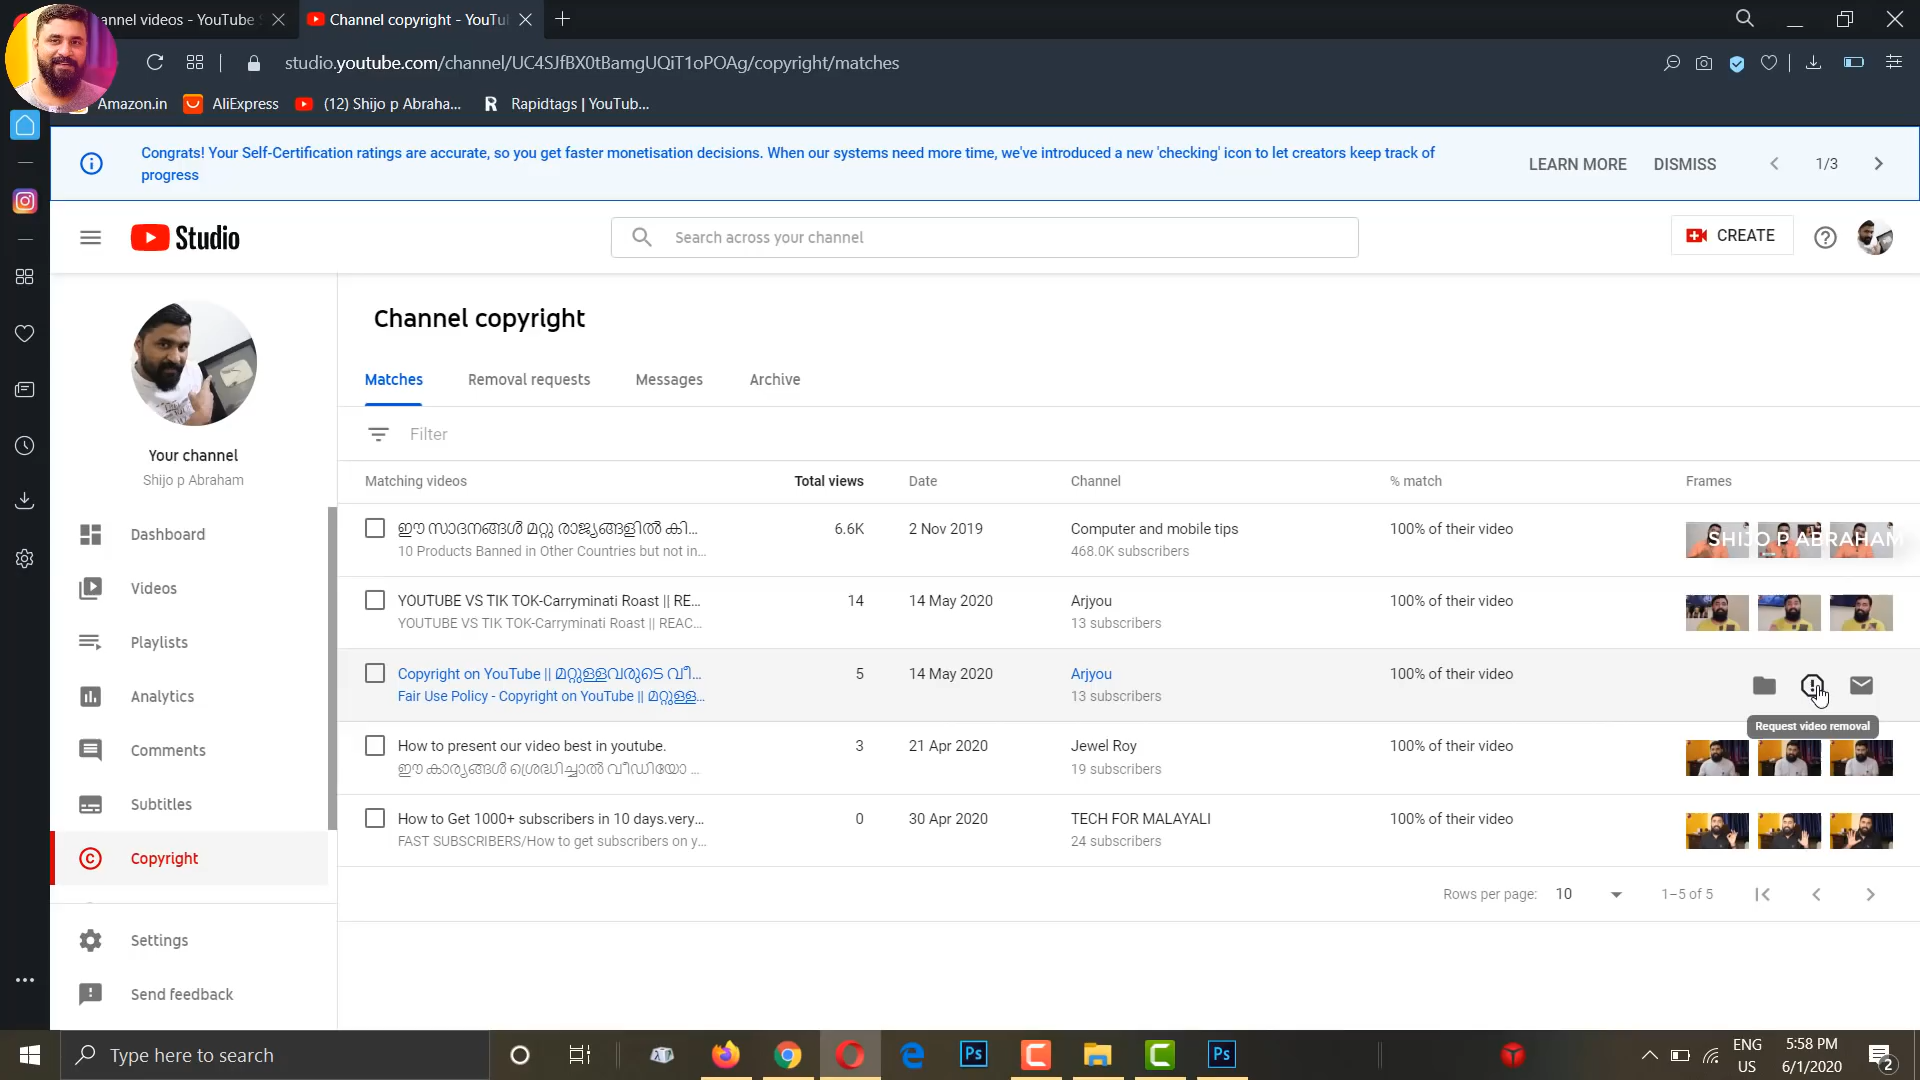 annel videos - YouTube S
Channel copyright - YouTu
studio.youtube.com/channel/UC4SJfBX0tBamgUQiT1oPOAg/copyright/matches
Amazon.in
AliExpress
(12) Shijo p Abraha...
R Rapidtags | YouTub...
Congrats! Your Self-Certification ratings are accurate, so you get faster monetisation decisions. When our systems need more time, we've introduced a new 'checking' icon to let creators keep track of
progress
LEARN MORE
DISMISS
1/3
Studio
Search across your channel
CREATE
Your channel
Shijo p Abraham
Dashboard
Videos
Playlists
Analytics
Comments
Subtitles
Copyright
Settings
Send feedback
Channel copyright
Matches
Removal requests
Messages
Archive
Filter
Matching videos
Total views
Date
Channel
% match
Frames
ഈ സാദനങ്ങൾ മറ്റു രാജ്യങ്ങളിൽ കി...
10 Products Banned in Other Countries but not in...
6.6K
2 Nov 2019
Computer and mobile tips
468.0K subscribers
100% of their video
SHIJO P ABRAHAM
YOUTUBE VS TIK TOK-Carryminati Roast || RE...
YOUTUBE VS TIK TOK-Carryminati Roast || REAC...
14
14 May 2020
Arjyou
13 subscribers
100% of their video
Copyright on YouTube || മറ്റുള്ളവരുടെ വീ...
Fair Use Policy - Copyright on YouTube || മറ്റുള്ള...
5
14 May 2020
Arjyou
13 subscribers
100% of their video
Request video removal
How to present our video best in youtube.
ഈ കാര്യങ്ങൾ ശ്രെദ്ധിച്ചാൽ വീഡിയോ ...
3
21 Apr 2020
Jewel Roy
19 subscribers
100% of their video
How to Get 1000+ subscribers in 10 days.very...
FAST SUBSCRIBERS/How to get subscribers on y...
0
30 Apr 2020
TECH FOR MALAYALI
24 subscribers
100% of their video
Rows per page: 10
1–5 of 5
Type here to search
Ps
Ps
ENG
US
5:58 PM
6/1/2020
2